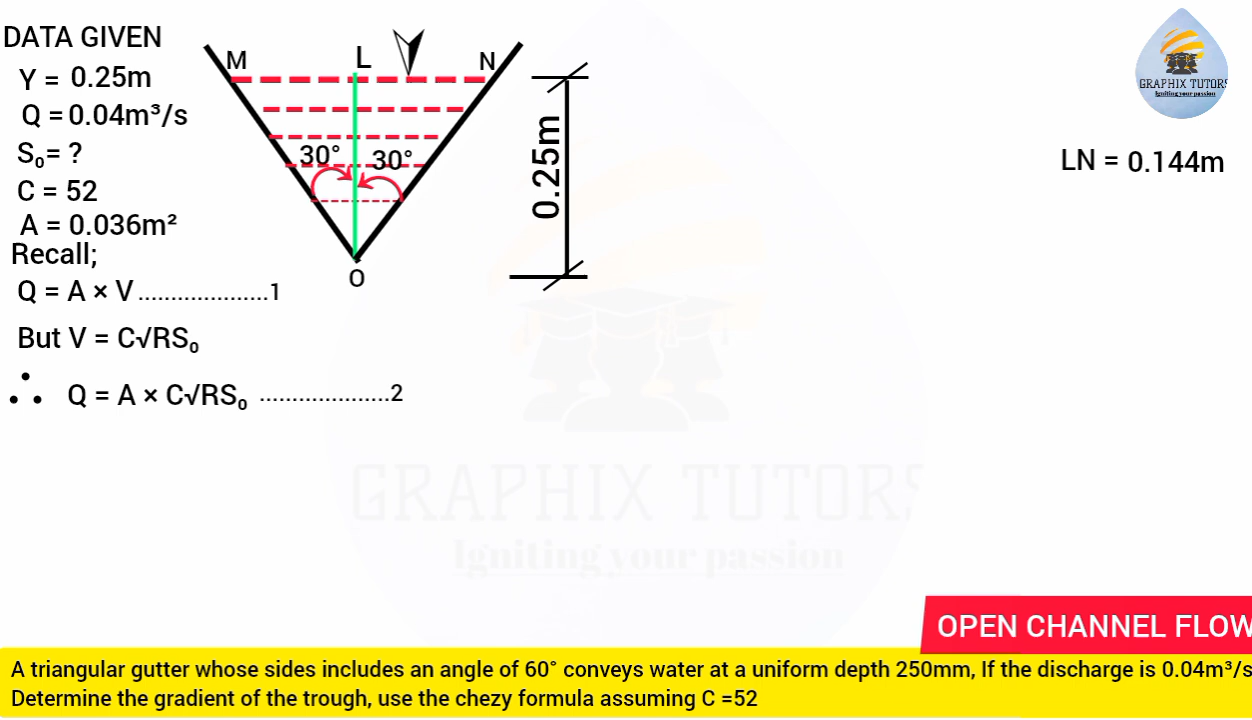 DATA GIVEN
Y = 0.25m
Q = 0.04m³/s
S₀ = ?
C = 52
A = 0.036m²
Recall;
Q = A × V ....................1
But V = C√RS₀
∴ Q = A × C√RS₀ ....................2
M
L
N
30° 30°
O
0.25m
GRAPHIX TUTORS
Igniting your passion
LN = 0.144m
GRAPHIX TUTORS
Igniting your passion
OPEN CHANNEL FLOW
A triangular gutter whose sides includes an angle of 60° conveys water at a uniform depth 250mm, If the discharge is 0.04m³/s
Determine the gradient of the trough, use the chezy formula assuming C =52